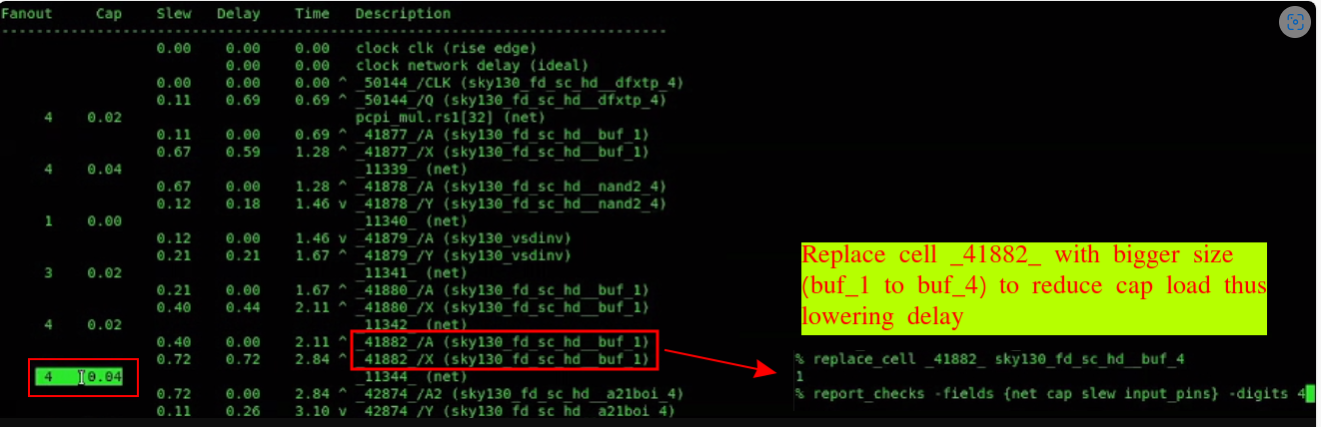 Fanout Cap Slew Delay Time Description
-----------------------------------------------------------------------------
0.00 0.00 0.00 clock clk (rise edge)
0.00 0.00 clock network delay (ideal)
0.00 0.00 0.00 ^ _50144_/CLK (sky130_fd_sc_hd__dfxtp_4)
0.11 0.69 0.69 ^ _50144_/Q (sky130_fd_sc_hd__dfxtp_4)
4 0.02 pcpi_mul.rs1[32] (net)
0.11 0.00 0.69 ^ _41877_/A (sky130_fd_sc_hd__buf_1)
0.67 0.59 1.28 ^ _41877_/X (sky130_fd_sc_hd__buf_1)
4 0.04 _11339_ (net)
0.67 0.00 1.28 ^ _41878_/A (sky130_fd_sc_hd__nand2_4)
0.12 0.18 1.46 v _41878_/Y (sky130_fd_sc_hd__nand2_4)
1 0.00 _11340_ (net)
0.12 0.00 1.46 v _41879_/A (sky130_vsdinv)
0.21 0.21 1.67 ^ _41879_/Y (sky130_vsdinv)
3 0.02 _11341_ (net)
0.21 0.00 1.67 ^ _41880_/A (sky130_fd_sc_hd__buf_1)
0.40 0.44 2.11 ^ _41880_/X (sky130_fd_sc_hd__buf_1)
4 0.02 _11342_ (net)
0.40 0.00 2.11 ^ _41882_/A (sky130_fd_sc_hd__buf_1)
0.72 0.72 2.84 ^ _41882_/X (sky130_fd_sc_hd__buf_1)
4 0.04 _11344_ (net)
0.72 0.00 2.84 ^ _42874_/A2 (sky130_fd_sc_hd__a21boi_4)
0.11 0.26 3.10 v _42874_/Y (sky130_fd_sc_hd__a21boi_4)
Replace cell _41882_ with bigger size
(buf_1 to buf_4) to reduce cap load thus
lowering delay
% replace_cell _41882_ sky130_fd_sc_hd__buf_4
1
% report_checks -fields {net cap slew input_pins} -digits 4